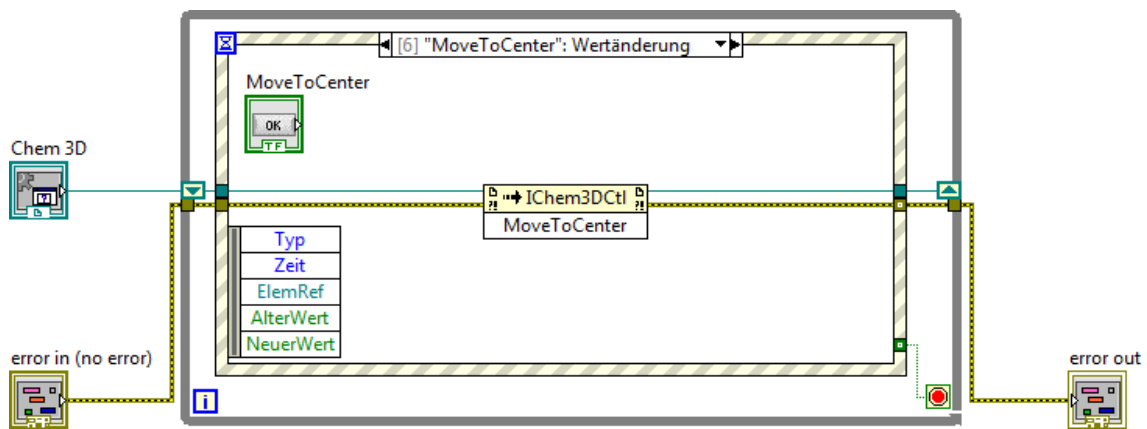 [6] "MoveToCenter": Wertänderung
MoveToCenter
OK
TF
Chem 3D
IChem3DCtl
MoveToCenter
Typ
Zeit
ElemRef
AlterWert
NeuerWert
error in (no error)
error out
i